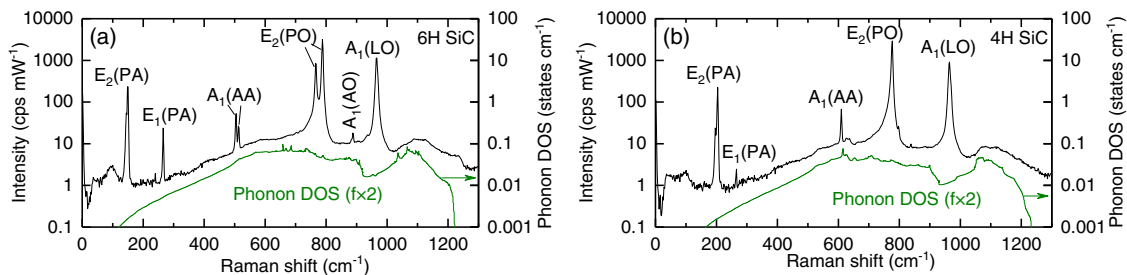 (a)
6H SiC
E₂(PO)
A₁(LO)
E₂(PA)
A₁(AA)
E₁(PA)
A₁(AO)
Phonon DOS (f×2)
10000
1000
100
10
1
0.1
Intensity (cps mW⁻¹)
100
10
1
0.1
0.01
0.001
Phonon DOS (states cm⁻¹)
0 200 400 600 800 1000 1200
Raman shift (cm⁻¹)
(b)
4H SiC
E₂(PO)
A₁(LO)
E₂(PA)
A₁(AA)
E₁(PA)
Phonon DOS (f×2)
10000
1000
100
10
1
0.1
Intensity (cps mW⁻¹)
100
10
1
0.1
0.01
0.001
Phonon DOS (states cm⁻¹)
0 200 400 600 800 1000 1200
Raman shift (cm⁻¹)